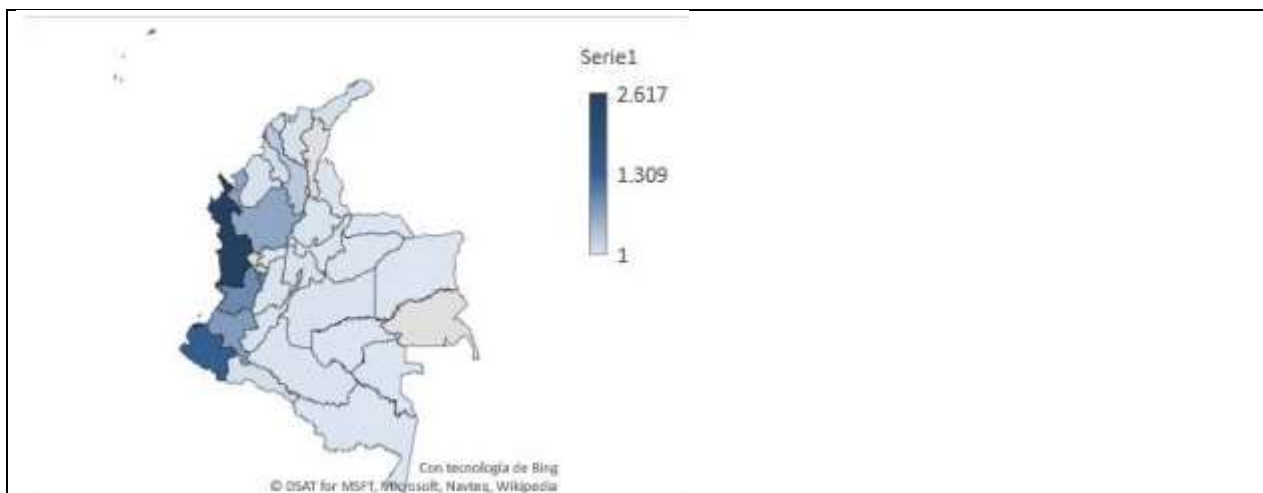 Serie1
2.617
1.309
1
Con tecnología de Bing
© DSAT for MSFT, Microsoft, Navteq, Wikipedia